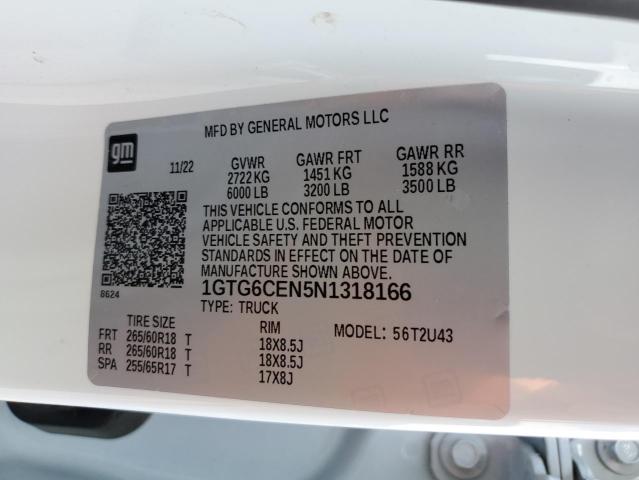 MFD BY GENERAL MOTORS LLC
gm
11/22
GVWR GAWR FRT GAWR RR
2722 KG 1451 KG 1588 KG
6000 LB 3200 LB 3500 LB
THIS VEHICLE CONFORMS TO ALL
APPLICABLE U.S. FEDERAL MOTOR
VEHICLE SAFETY AND THEFT PREVENTION
STANDARDS IN EFFECT ON THE DATE OF
MANUFACTURE SHOWN ABOVE.
8624
1GTG6CEN5N1318166
TYPE: TRUCK
TIRE SIZE RIM MODEL: 56T2U43
FRT 265/60R18 T 18X8.5J
RR 265/60R18 T 18X8.5J
SPA 255/65R17 T 17X8J